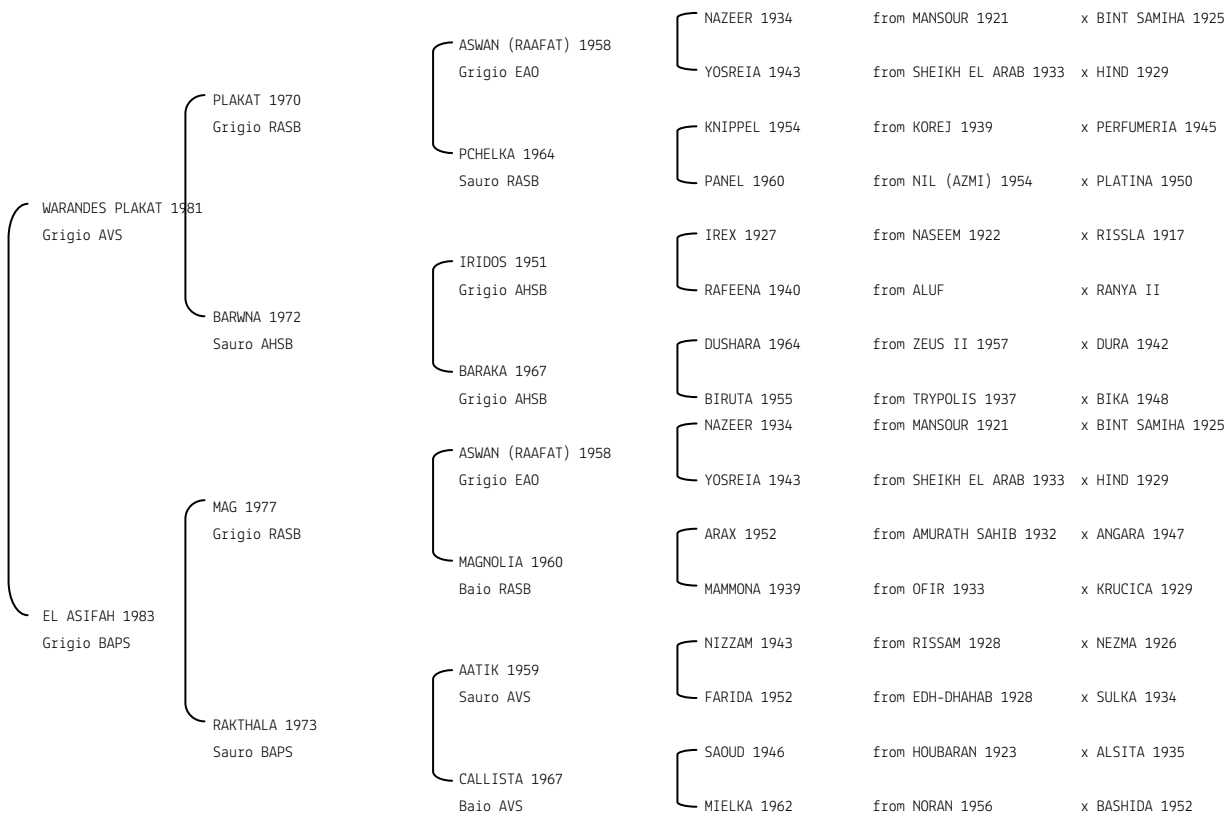 NAZEER 1934 from MANSOUR 1921 x BINT SAMIHA 1925
ASWAN (RAAFAT) 1958
Grigio EAO YOSREIA 1943 from SHEIKH EL ARAB 1933 x HIND 1929
PLAKAT 1970
Grigio RASB KNIPPEL 1954 from KOREJ 1939 x PERFUMERIA 1945
PCHELKA 1964
Sauro RASB PANEL 1960 from NIL (AZMI) 1954 x PLATINA 1950
WARANDES PLAKAT 1981
Grigio AVS IREX 1927 from NASEEM 1922 x RISSLA 1917
IRIDOS 1951
Grigio AHSB RAFEENA 1940 from ALUF x RANYA II
BARWNA 1972
Sauro AHSB DUSHARA 1964 from ZEUS II 1957 x DURA 1942
BARAKA 1967
Grigio AHSB BIRUTA 1955 from TRYPOLIS 1937 x BIKA 1948
NAZEER 1934 from MANSOUR 1921 x BINT SAMIHA 1925
ASWAN (RAAFAT) 1958
Grigio EAO YOSREIA 1943 from SHEIKH EL ARAB 1933 x HIND 1929
MAG 1977
Grigio RASB ARAX 1952 from AMURATH SAHIB 1932 x ANGARA 1947
MAGNOLIA 1960
Baio RASB MAMMONA 1939 from OFIR 1933 x KRUCICA 1929
EL ASIFAH 1983
Grigio BAPS NIZZAM 1943 from RISSAM 1928 x NEZMA 1926
AATIK 1959
Sauro AVS FARIDA 1952 from EDH-DHAHAB 1928 x SULKA 1934
RAKTHALA 1973
Sauro BAPS SAOUD 1946 from HOUBARAN 1923 x ALSITA 1935
CALLISTA 1967
Baio AVS MIELKA 1962 from NORAN 1956 x BASHIDA 1952